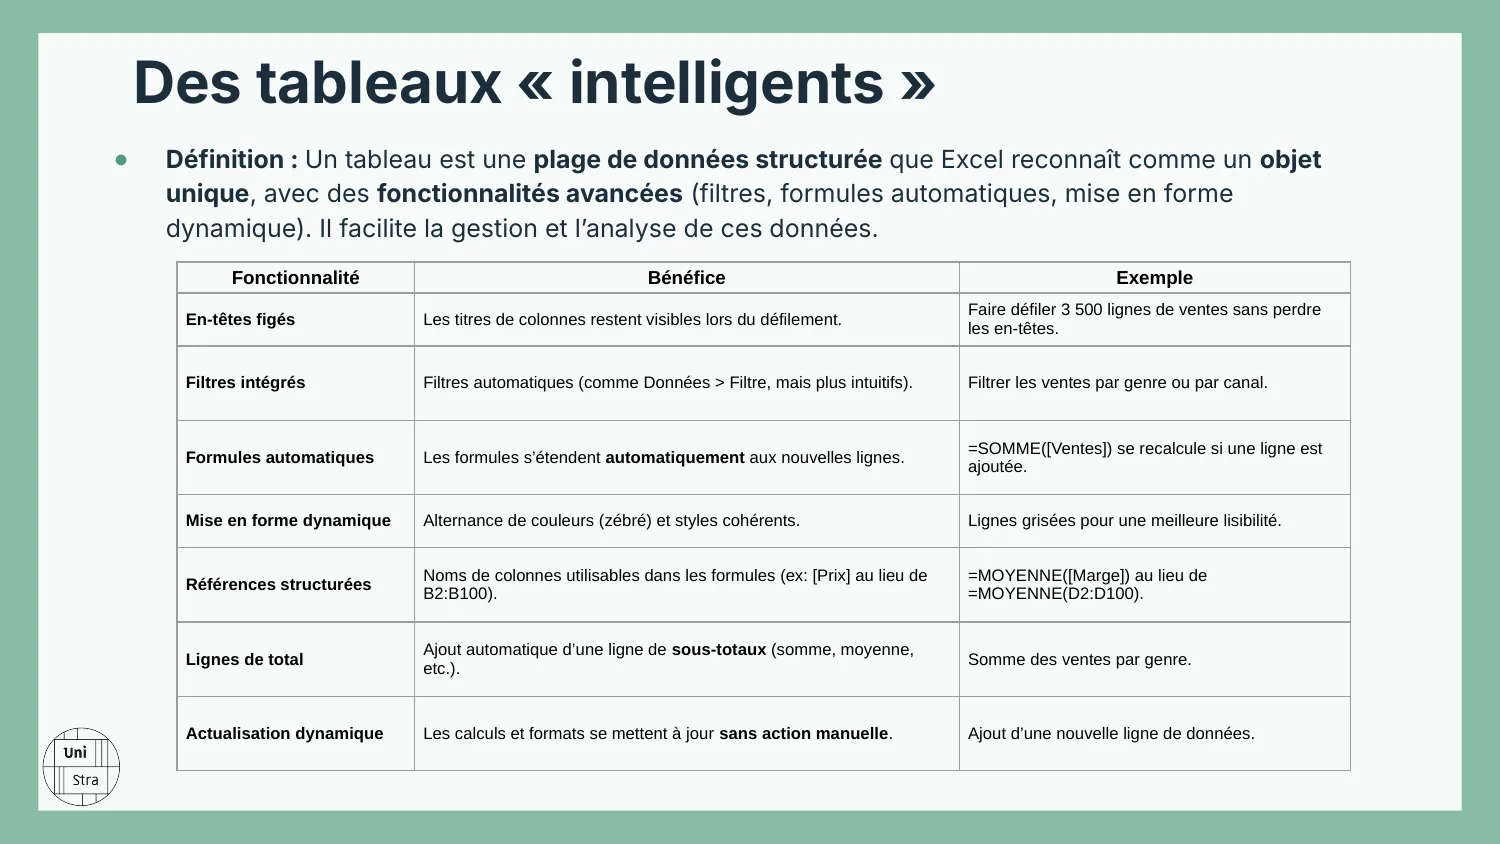 Des tableaux « intelligents »
● Définition : Un tableau est une plage de données structurée que Excel reconnaît comme un objet
unique, avec des fonctionnalités avancées (filtres, formules automatiques, mise en forme
dynamique). Il facilite la gestion et l’analyse de ces données.
Fonctionnalité Bénéfice Exemple
En-têtes figés
Les titres de colonnes restent visibles lors du défilement.
Faire défiler 3 500 lignes de ventes sans perdre
les en-têtes.
Filtres intégrés
Filtres automatiques (comme Données > Filtre, mais plus intuitifs).
Filtrer les ventes par genre ou par canal.
Formules automatiques
Les formules s’étendent automatiquement aux nouvelles lignes.
=SOMME([Ventes]) se recalcule si une ligne est
ajoutée.
Mise en forme dynamique
Alternance de couleurs (zébré) et styles cohérents.
Lignes grisées pour une meilleure lisibilité.
Références structurées
Noms de colonnes utilisables dans les formules (ex: [Prix] au lieu de
B2:B100).
=MOYENNE([Marge]) au lieu de
=MOYENNE(D2:D100).
Lignes de total
Ajout automatique d’une ligne de sous-totaux (somme, moyenne,
etc.).
Somme des ventes par genre.
Actualisation dynamique
Les calculs et formats se mettent à jour sans action manuelle.
Ajout d’une nouvelle ligne de données.
Uni
Stra